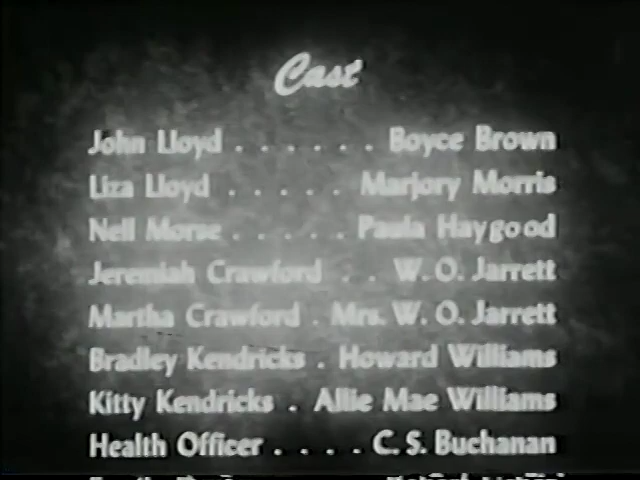 Cast
John Lloyd . . . . . . Boyce Brown
Liza Lloyd . . . . . Marjory Morris
Nell Morse . . . . . Paula Haygood
Jeremiah Crawford . . W. O. Jarrett
Martha Crawford . Mrs. W. O. Jarrett
Bradley Kendricks . Howard Williams
Kitty Kendricks . Allie Mae Williams
Health Officer . . . . C. S. Buchanan